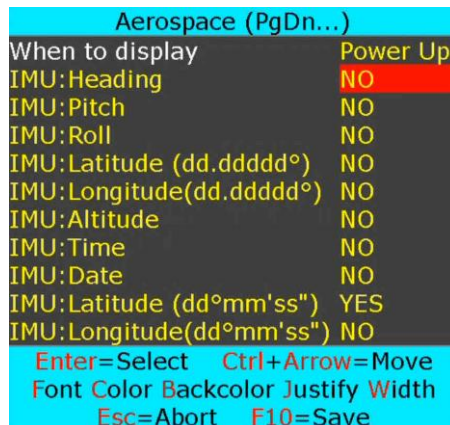 Aerospace (PgDn...)
When to display Power Up
IMU:Heading NO
IMU:Pitch NO
IMU:Roll NO
IMU:Latitude (dd.ddddd°) NO
IMU:Longitude(dd.ddddd°) NO
IMU:Altitude NO
IMU:Time NO
IMU:Date NO
IMU:Latitude (dd°mm'ss") YES
IMU:Longitude(dd°mm'ss") NO
Enter=Select Ctrl+Arrow=Move
Font Color Backcolor Justify Width
Esc=Abort F10=Save